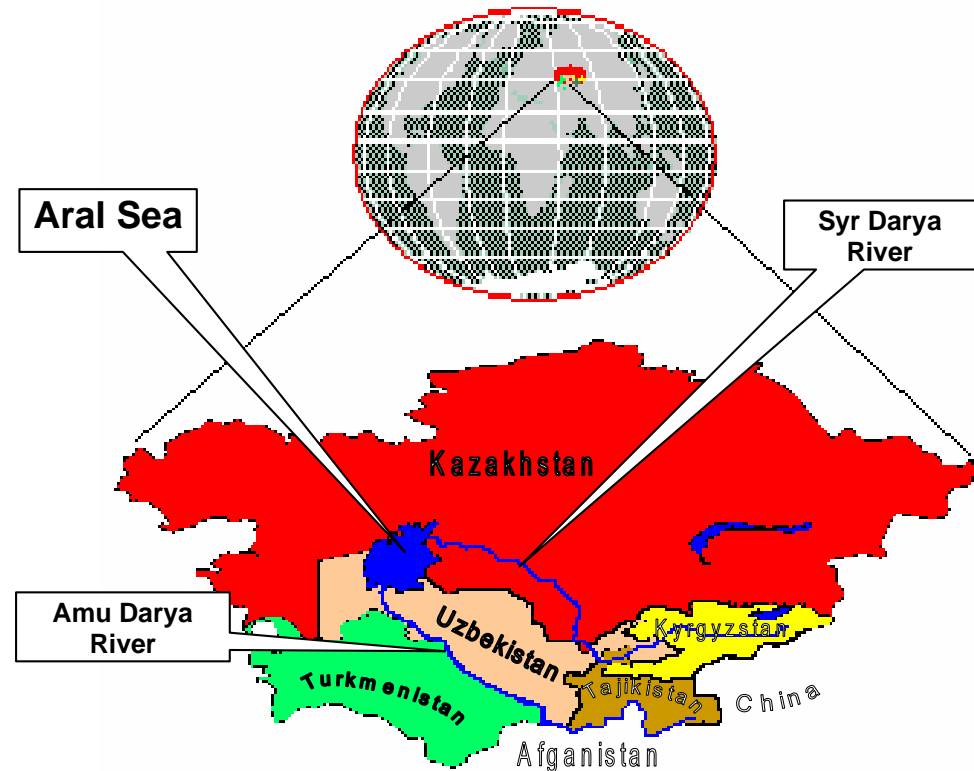 Aral Sea
Syr Darya
River
Kazakhstan
Amu Darya
River
Uzbekistan
Kyrgyzstan
Turkmenistan
Tajikistan
China
Afganistan